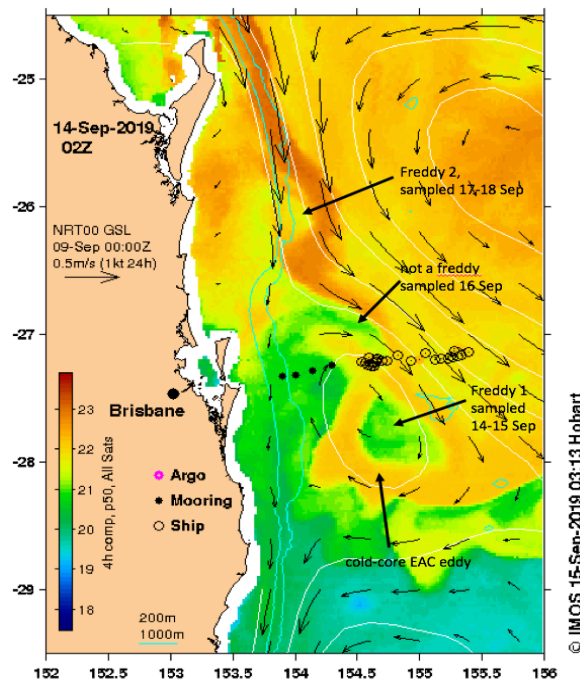 -25
-26
-27
-28
-29
14-Sep-2019
02Z
NRT00 GSL
09-Sep 00:00Z
0.5m/s (1kt 24h)
Freddy 2,
sampled 17-18 Sep
not a freddy
sampled 16 Sep
Brisbane
Freddy 1
sampled
14-15 Sep
23
22
21
20
19
18
4h comp, p50, All Sats
Argo
Mooring
Ship
cold-core EAC eddy
200m
1000m
152
152.5
153
153.5
154
154.5
155
155.5
156
© IMOS 15-Sep-2019 03:13 Hobart